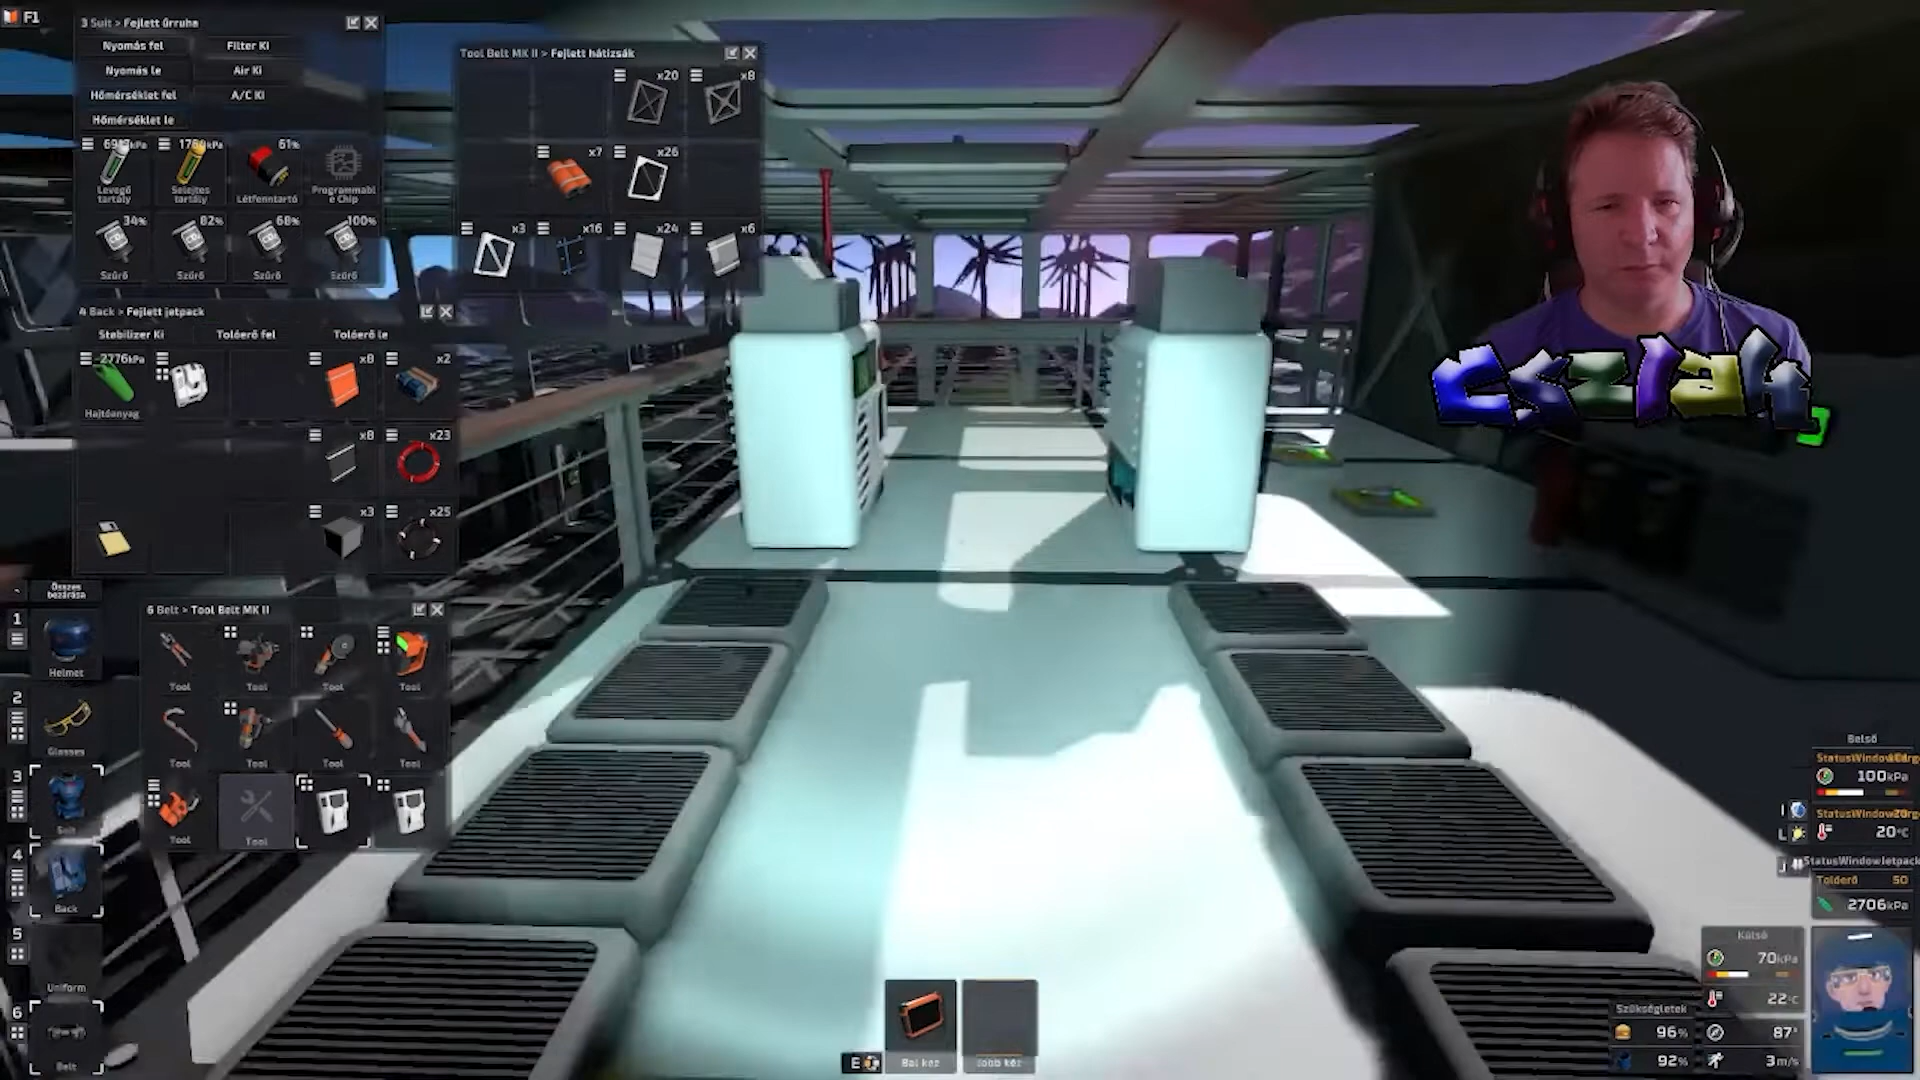 F1
3 Suit > Fejlett űrruha
Nyomás fel
Filter Ki
Nyomás le
Air Ki
Hőmérséklet fel
A/C Ki
Hőmérséklet le
61%
Levegő tartály
Selejtes tartály
Létfenntartó
Programmabl e Chip
34%
82%
68%
100%
Szűrő
Szűrő
Szűrő
Szűrő
Tool Belt MK II > Fejlett hátizsák
x20
x8
x7
x26
x3
x16
x24
x6
4 Back > Fejlett jetpack
Stabilizer Ki
Tolóerő fel
Tolóerő le
2776kPa
x8
x2
Hajtóanyag
x8
x23
x3
x25
Összes bezárása
6 Belt > Tool Belt MK II
1
Helmet
2
Glasses
3
Suit
4
Back
5
Uniform
6
Belt
Tool
Tool
Tool
Tool
Tool
Tool
Tool
Tool
Tool
Tool
cszlak
E
Bal kéz
Jobb kéz
Belső
100kPa
20°C
StatusWindowJetpack
Tolóerő 50
2706kPa
Külső
70kPa
22°C
Szükségletek
96%
87°
92%
3m/s